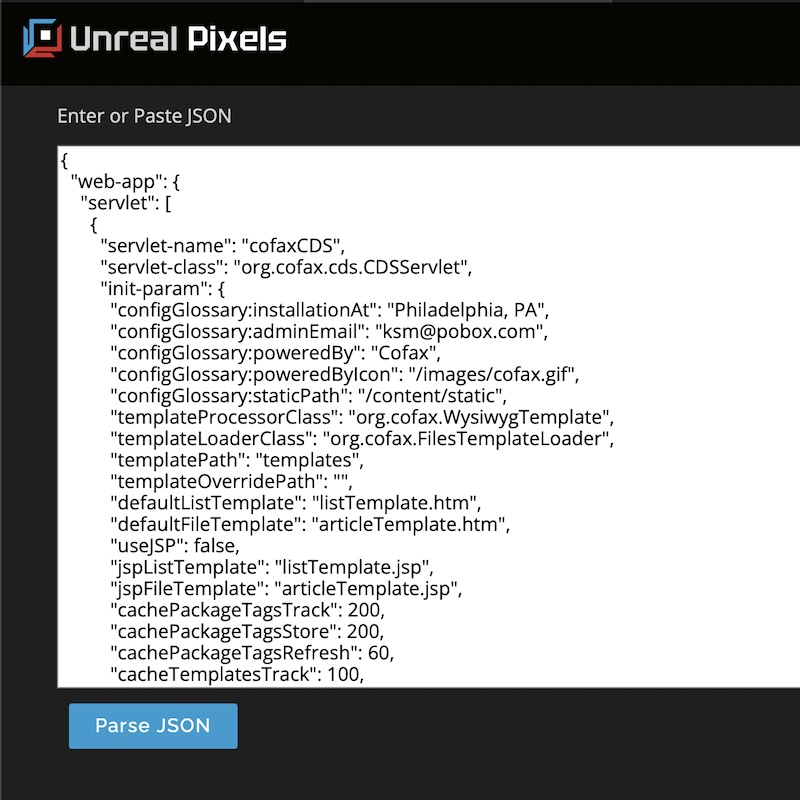 Unreal Pixels
Enter or Paste JSON
{
"web-app": {
"servlet": [
{
"servlet-name": "cofaxCDS",
"servlet-class": "org.cofax.cds.CDSServlet",
"init-param": {
"configGlossary:installationAt": "Philadelphia, PA",
"configGlossary:adminEmail": "ksm@pobox.com",
"configGlossary:poweredBy": "Cofax",
"configGlossary:poweredByIcon": "/images/cofax.gif",
"configGlossary:staticPath": "/content/static",
"templateProcessorClass": "org.cofax.WysiwygTemplate",
"templateLoaderClass": "org.cofax.FilesTemplateLoader",
"templatePath": "templates",
"templateOverridePath": "",
"defaultListTemplate": "listTemplate.htm",
"defaultFileTemplate": "articleTemplate.htm",
"useJSP": false,
"jspListTemplate": "listTemplate.jsp",
"jspFileTemplate": "articleTemplate.jsp",
"cachePackageTagsTrack": 200,
"cachePackageTagsStore": 200,
"cachePackageTagsRefresh": 60,
"cacheTemplatesTrack": 100,
Parse JSON